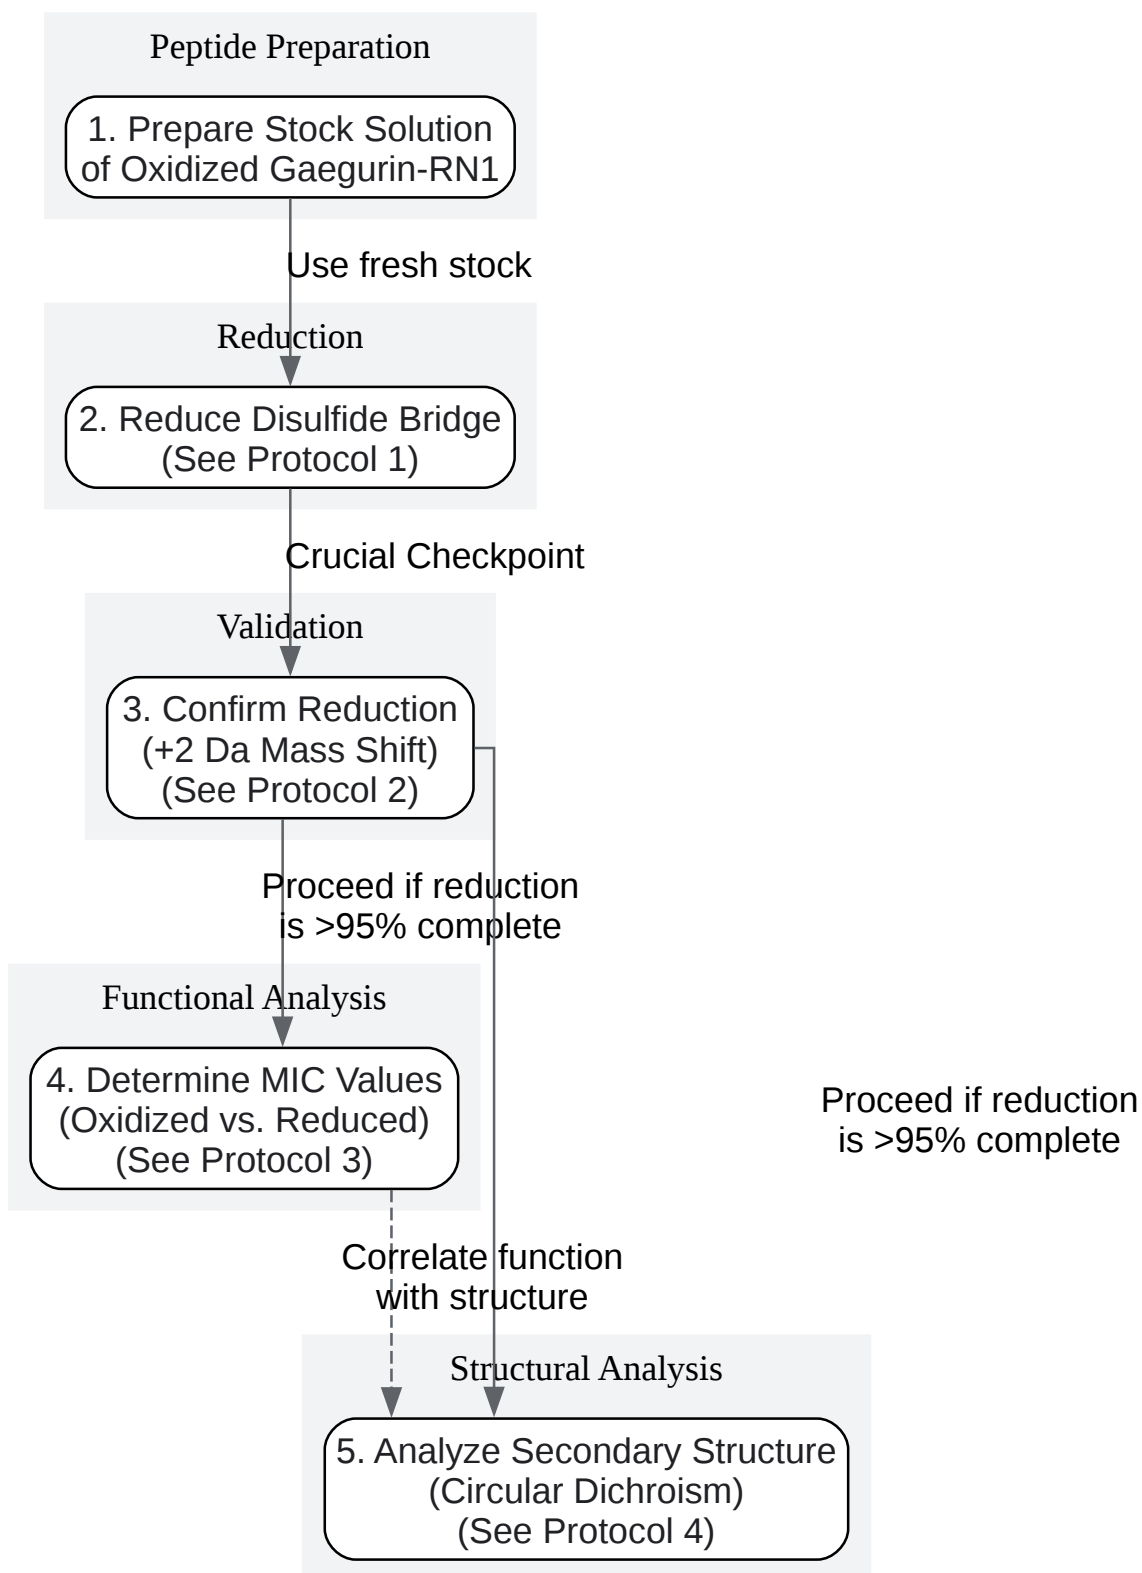 Peptide Preparation
1. Prepare Stock Solution
of Oxidized Gaegurin-RN1
Use fresh stock
Reduction
2. Reduce Disulfide Bridge
(See Protocol 1)
Crucial Checkpoint
Validation
3. Confirm Reduction
(+2 Da Mass Shift)
(See Protocol 2)
Proceed if reduction
is >95% complete
Functional Analysis
4. Determine MIC Values
(Oxidized vs. Reduced)
(See Protocol 3)
Proceed if reduction
is >95% complete
Correlate function
with structure
Structural Analysis
5. Analyze Secondary Structure
(Circular Dichroism)
(See Protocol 4)